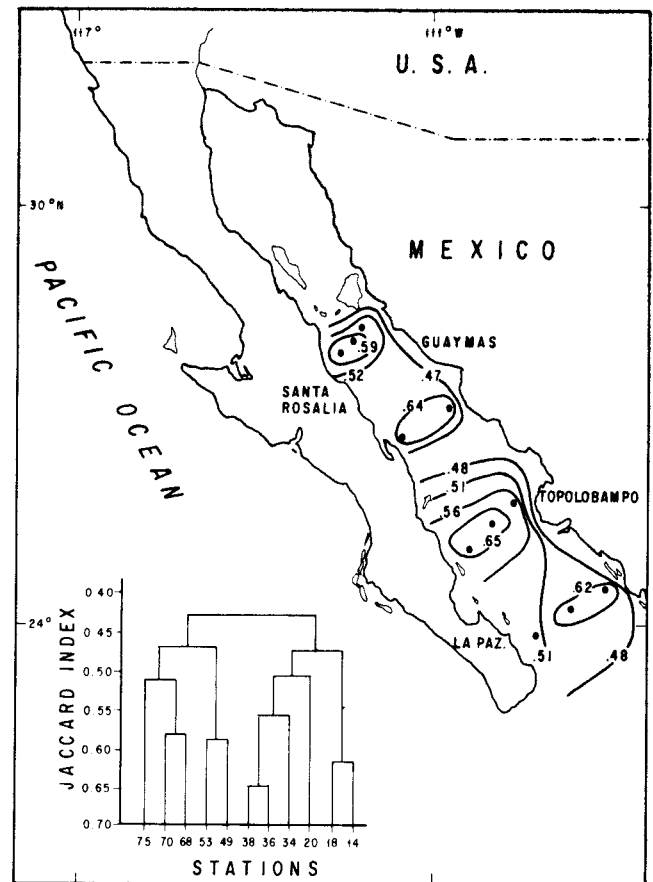 117°
111° W
U. S. A.
30°N
MEXICO
PACIFIC OCEAN
GUAYMAS
.59
.52
.47
SANTA
ROSALIA
.64
.48
.51
TOPOLOBAMPO
.56
.65
.62
24°
LA PAZ.
.51
.48
JACCARD INDEX
0.40
0.45
0.50
0.55
0.60
0.65
0.70
75 70 68 53 49 38 36 34 20 18 14
STATIONS